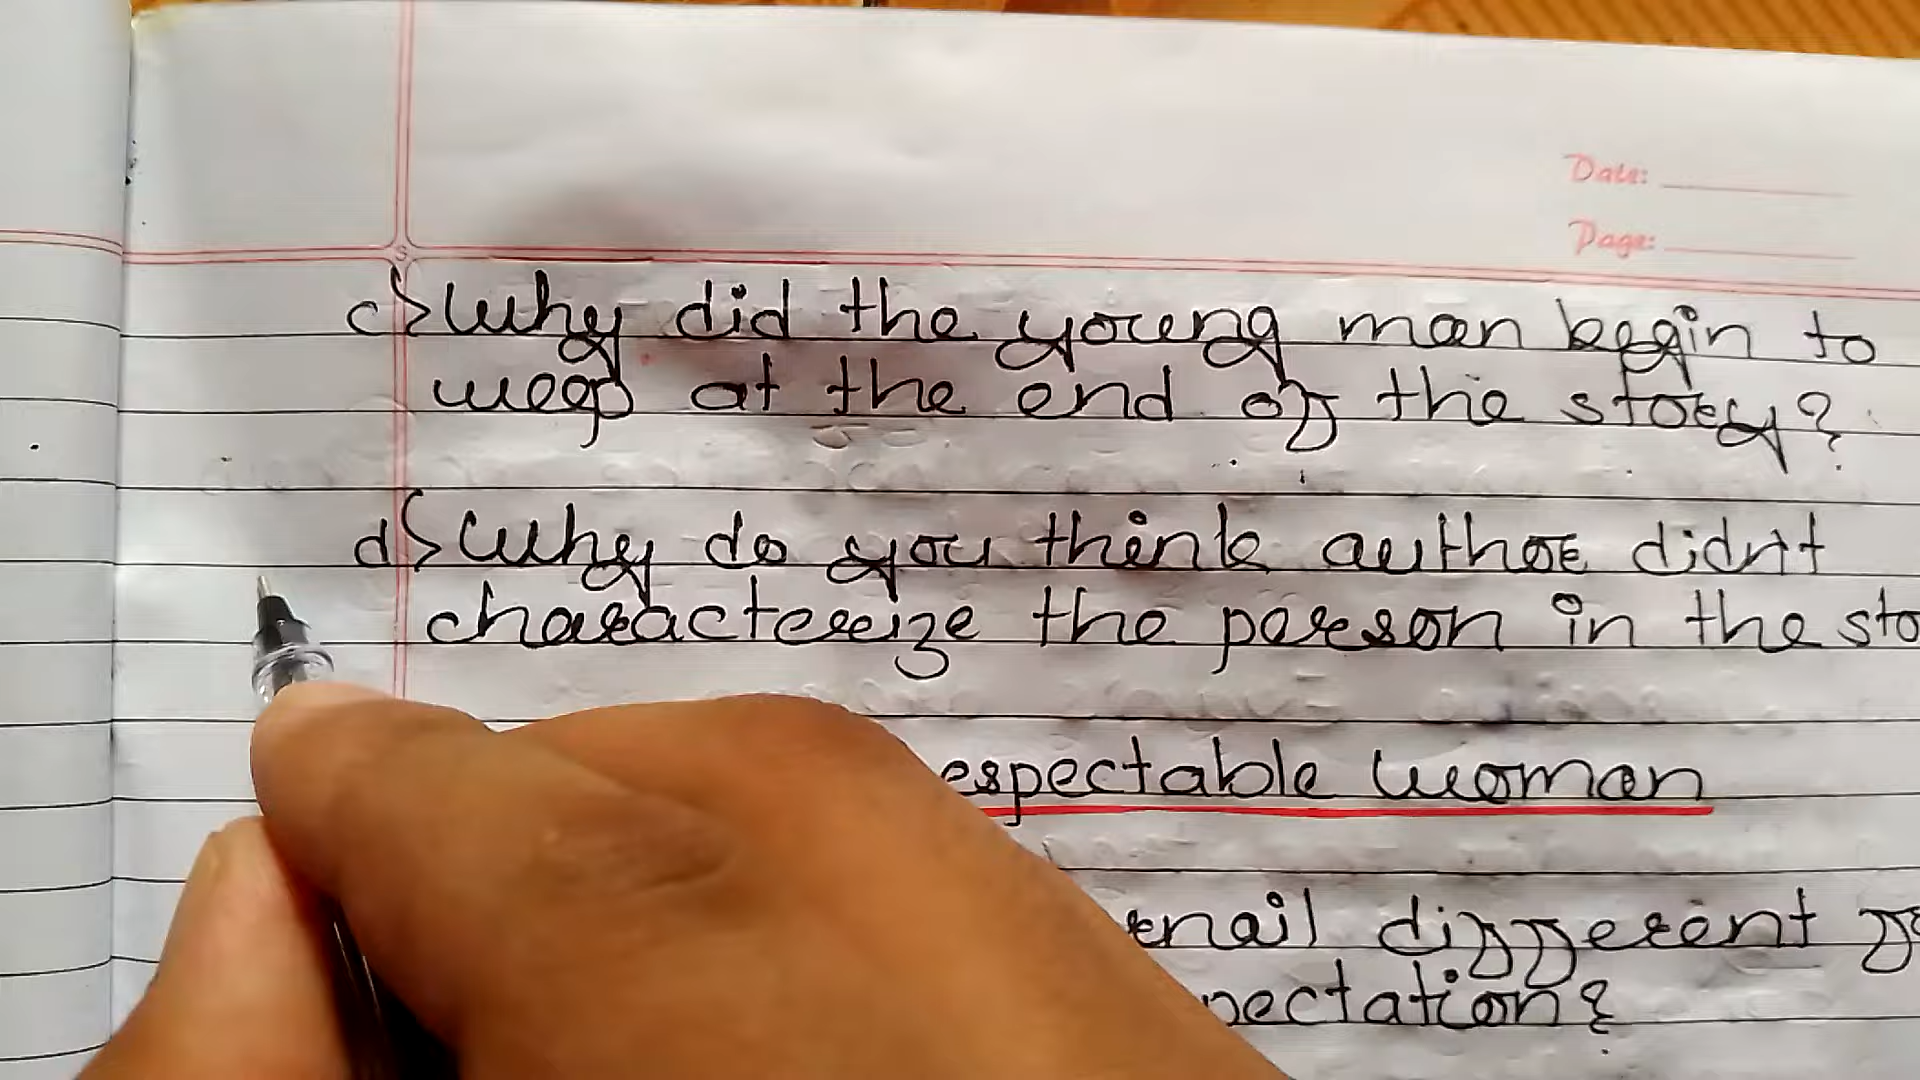 Date:
Page:
c) Why did the young man begin to
weep at the end of the story?
d) Why do you think author didn't
characterize the person in the sto
espectable woman
rnail different
pectation?